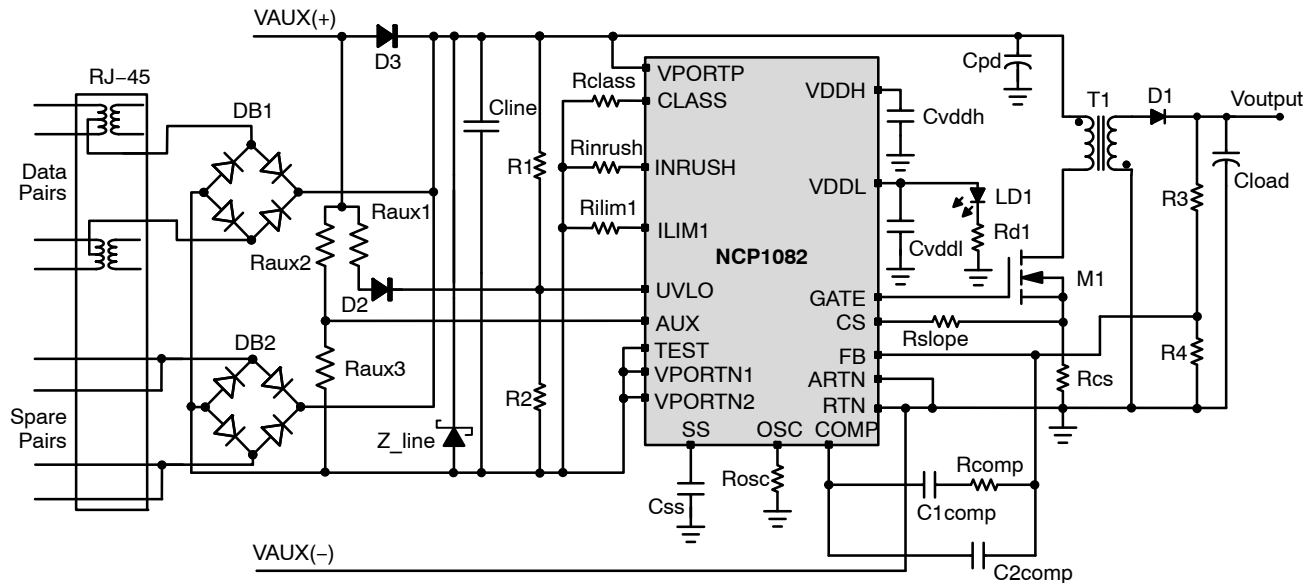 VAUX(+)
D3
RJ−45
DB1
Data
Pairs
Raux1
Raux2
D2
DB2
Raux3
Spare
Pairs
Z_line
Cline
R1
R2
Rclass
Rinrush
Rilim1
VPORTP
CLASS
INRUSH
ILIM1
NCP1082
UVLO
AUX
TEST
VPORTN1
VPORTN2
VDDH
VDDL
GATE
CS
FB
ARTN
RTN
SS
OSC
COMP
Cvddh
Cvddl
LD1
Rd1
Cpd
T1
D1
Voutput
Cload
R3
M1
Rslope
Rcs
R4
Css
Rosc
Rcomp
C1comp
C2comp
VAUX(−)